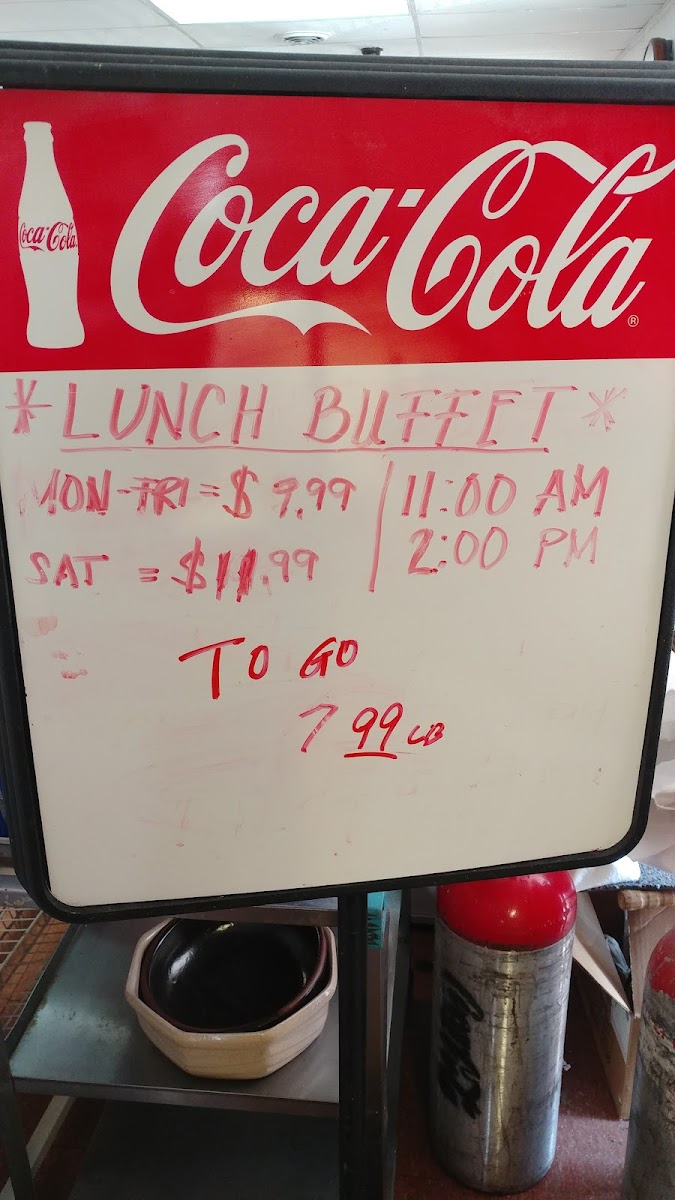 Coca-Cola
Coca-Cola®
* LUNCH BUFFET *
MON-FRI = $ 9.99 | 11:00 AM
2:00 PM
SAT = $11.99
TO GO
7 99 LB